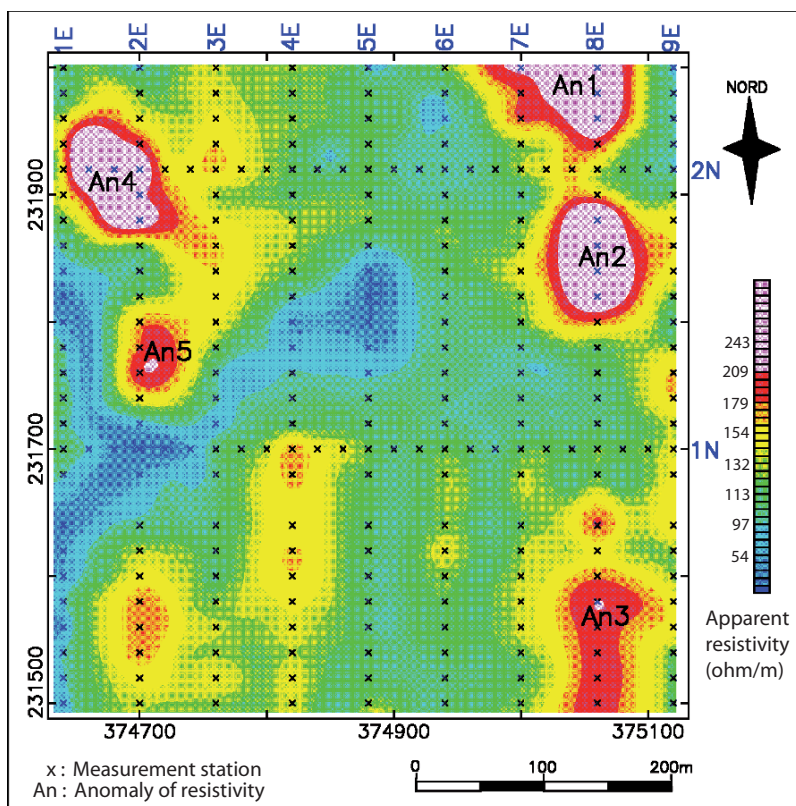 1E 2E 3E 4E 5E 6E 7E 8E 9E
NORD
An1
2N
An4
231900
An2
An5
243
209
179
154
132
113
97
54
231700
1N
An3
Apparent
resistivity
(ohm/m)
231500
374700 374900 375100
x : Measurement station
An : Anomaly of resistivity
0 100 200m